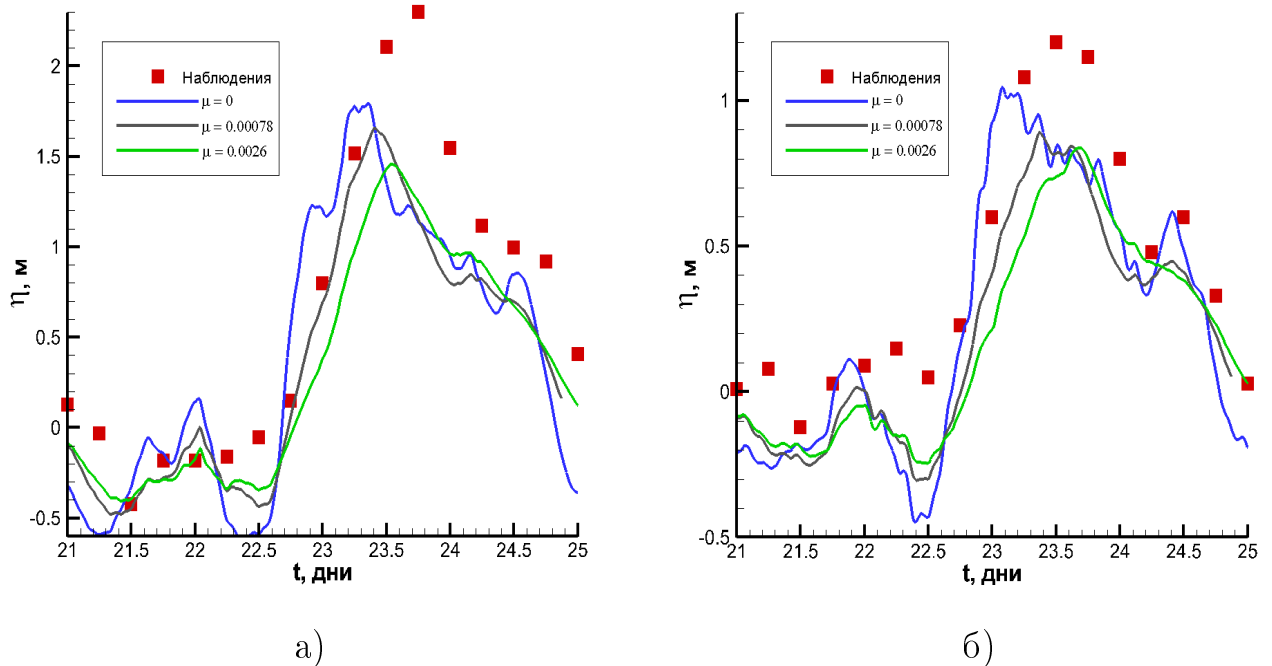 2
1.5
1
0.5
0
-0.5
η, м
Наблюдения
μ = 0
μ = 0.00078
μ = 0.0026
21 21.5 22 22.5 23 23.5 24 24.5 25
t, дни
а)
1
0.5
0
-0.5
η, м
Наблюдения
μ = 0
μ = 0.00078
μ = 0.0026
21 21.5 22 22.5 23 23.5 24 24.5 25
t, дни
б)